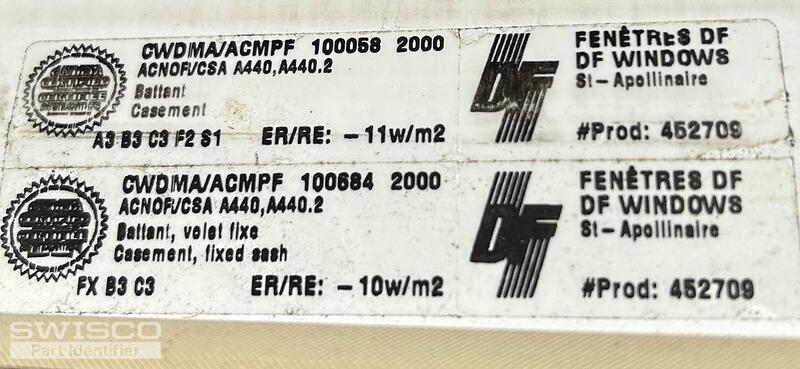 CWDMA/ACMPF 100058 2000
ACNOR/CSA A440,A440.2
Battant
Casement
A3 B3 C3 F2 S1 ER/RE: -11w/m2
DF
FENÊTRES DF
DF WINDOWS
St-Apollinaire
#Prod: 452709
CWDMA/ACMPF 100684 2000
ACNOR/CSA A440,A440.2
Battant, volet fixe
Casement, fixed sash
FX B3 C3 ER/RE: -10w/m2
DF
FENÊTRES DF
DF WINDOWS
St-Apollinaire
#Prod: 452709
SWISCO
Part Identifier